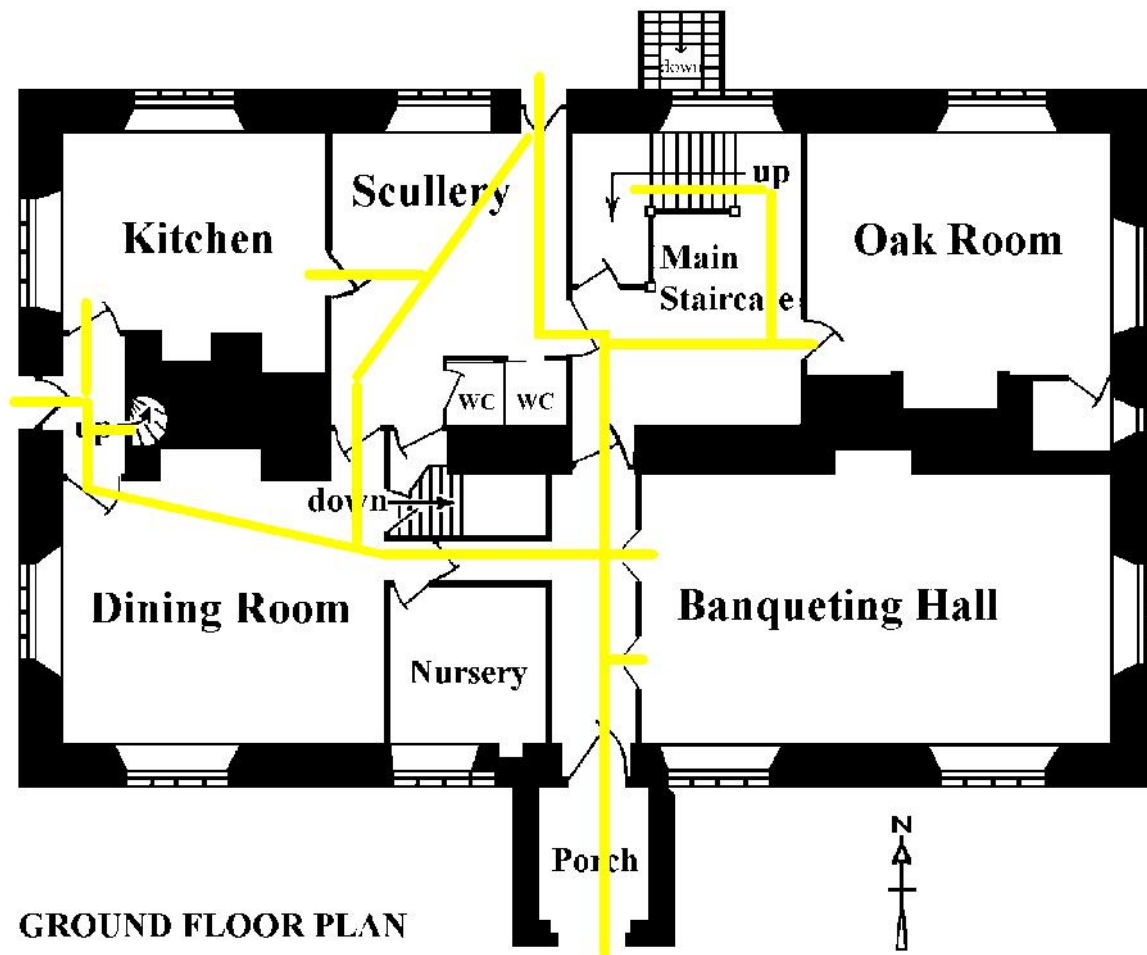 down
up
Scullery
Kitchen
Oak Room
Main
Staircase
WC
WC
up
down
Dining Room
Banqueting Hall
Nursery
N
Porch
GROUND FLOOR PLAN